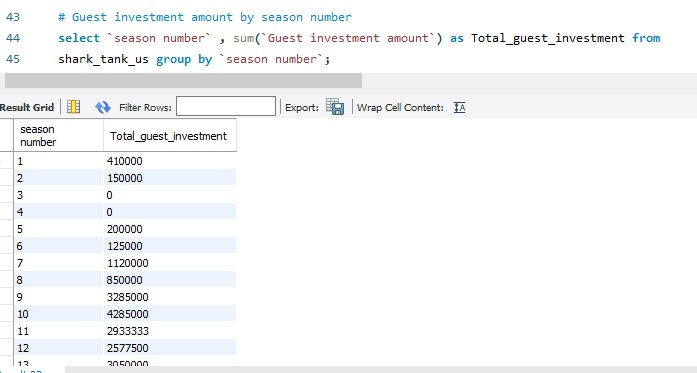 43 # Guest investment amount by season number
44 select `season number` , sum(`Guest investment amount`) as Total_guest_investment from
45 shark_tank_us group by `season number`;
Result Grid Filter Rows: Export: Wrap Cell Content:
season number Total_guest_investment
1 410000
2 150000
3 0
4 0
5 200000
6 125000
7 1120000
8 850000
9 3285000
10 4285000
11 2933333
12 2577500
13 3050000